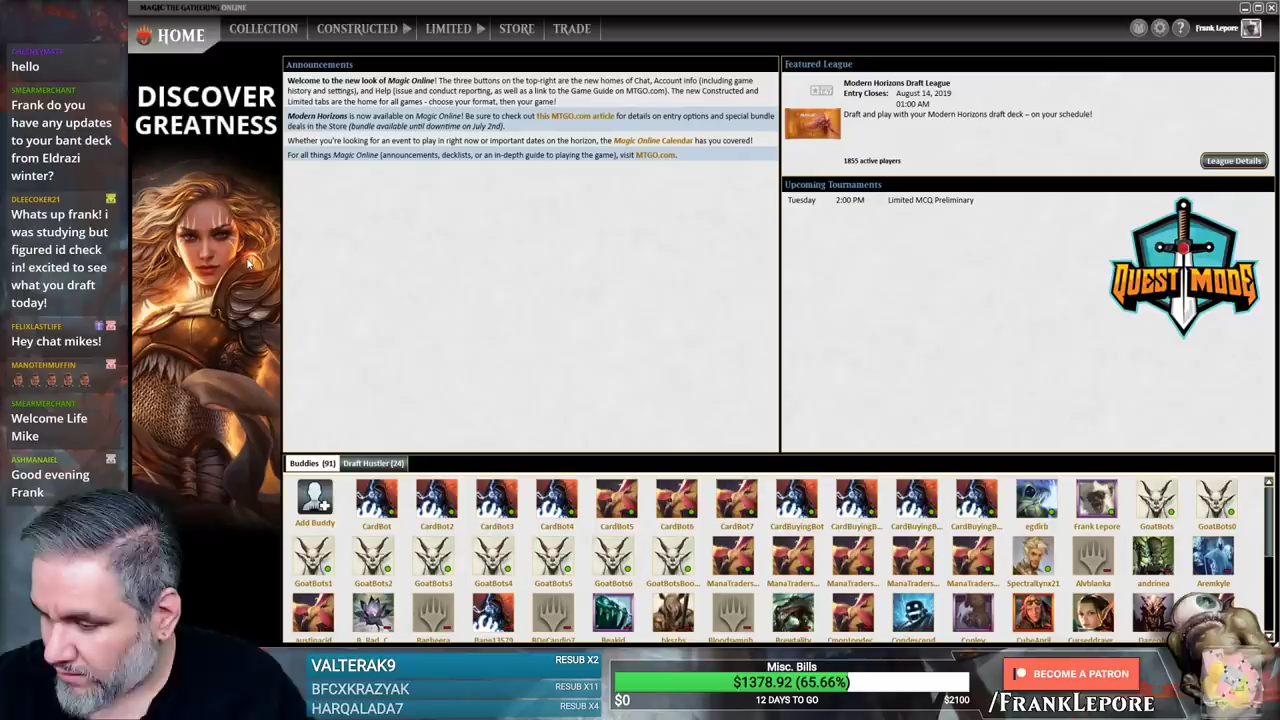 MAGIC THE GATHERING ONLINE
HOME
COLLECTION
CONSTRUCTED
LIMITED
STORE
TRADE
Frank Lepore
hello
SMEARMERCHANT
Frank do you
have any updates
to your bant deck
from Eldrazi
winter?
DLEECOKER21
Whats up frank! i
was studying but
figured id check
in! excited to see
what you draft
today!
FELIXLASTLIFE
Hey chat mikes!
MANOTEHMUFFIN
SMEARMERCHANT
Welcome Life
Mike
ASHMANAIEL
Good evening
Frank
DISCOVER
GREATNESS
Announcements
Welcome to the new look of Magic Online! The three buttons on the top-right are the new homes of Chat, Account info (including game
history and settings), and Help (issue and conduct reporting, as well as a link to the Game Guide on MTGO.com). The new Constructed and
Limited tabs are the home for all games - choose your format, then your game!
Modern Horizons is now available on Magic Online! Be sure to check out this MTGO.com article for details on entry options and special bundle
deals in the Store (bundle available until downtime on July 2nd).
Whether you're looking for an event to play in right now or important dates on the horizon, the Magic Online Calendar has you covered!
For all things Magic Online (announcements, decklists, or an in-depth guide to playing the game), visit MTGO.com.
Featured League
Modern Horizons Draft League
Entry Closes: August 14, 2019
01:00 AM
Draft and play with your Modern Horizons draft deck – on your schedule!
1855 active players
League Details
Upcoming Tournaments
Tuesday 2:00 PM Limited MCQ Preliminary
QUEST MODE
Buddies (91)
Draft Hustler (24)
Add Buddy CardBot CardBot2 CardBot3 CardBot4 CardBot5 CardBot6 CardBot7 CardBuyingBot CardBuyingB... CardBuyingB... CardBuyingB... egdirb Frank Lepore GoatBots GoatBots0
GoatBots1 GoatBots2 GoatBots3 GoatBots4 GoatBots5 GoatBots6 GoatBotsBoo... ManaTraders... ManaTraders... ManaTraders... ManaTraders... ManaTraders... SpectralLynx21 Alvblanka andrinea Aremkyle
VALTERAK9 RESUB X2
BFCXKRAZYAK RESUB X11
HARQALADA7 RESUB X4
Misc. Bills
$1378.92 (65.66%)
$0 12 DAYS TO GO $2100
BECOME A PATRON
/FRANKLEPORE